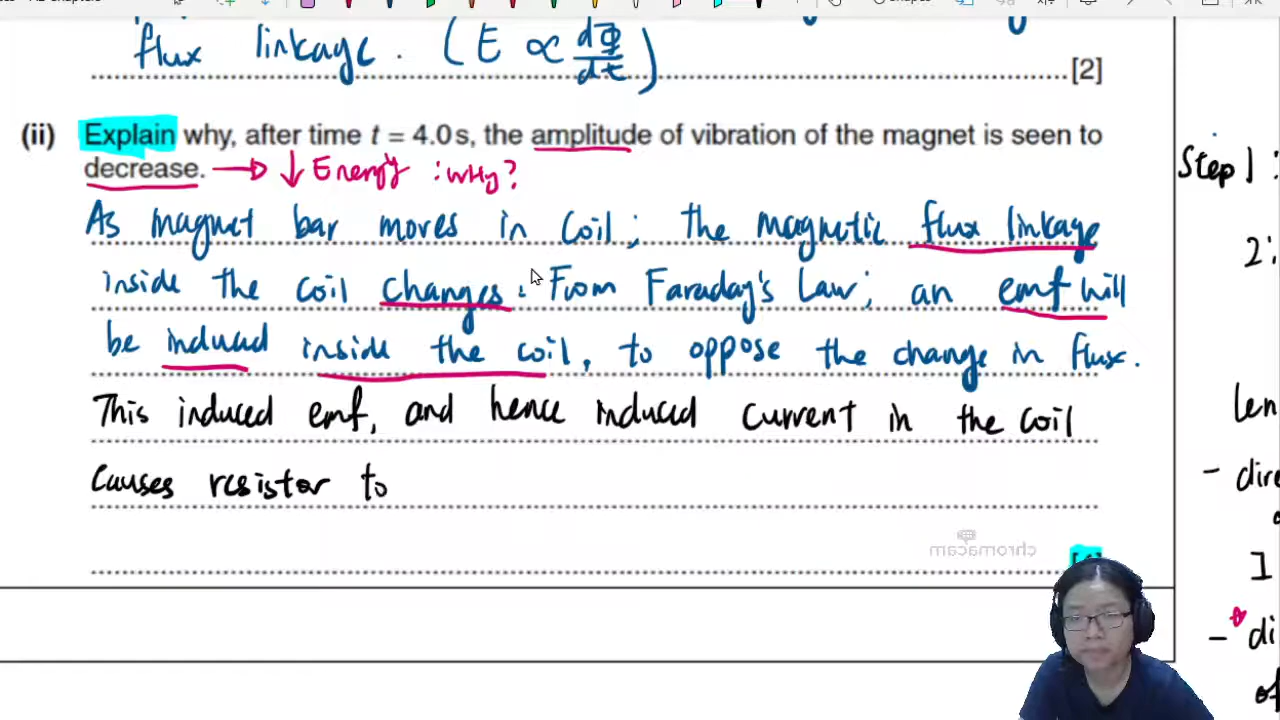 flux linkage. (E ∝ dΦ/dt)
[2]
(ii) Explain why, after time t = 4.0 s, the amplitude of vibration of the magnet is seen to
decrease. → ↓ Energy : why?
As magnet bar moves in coil; the magnetic flux linkage
inside the coil changes. From Faraday's Law; an emf will
be induced inside the coil, to oppose the change in flux.
This induced emf, and hence induced current in the coil
causes resistor to
chromacam
Step 1:
2:
len
- dire
1
- di
of